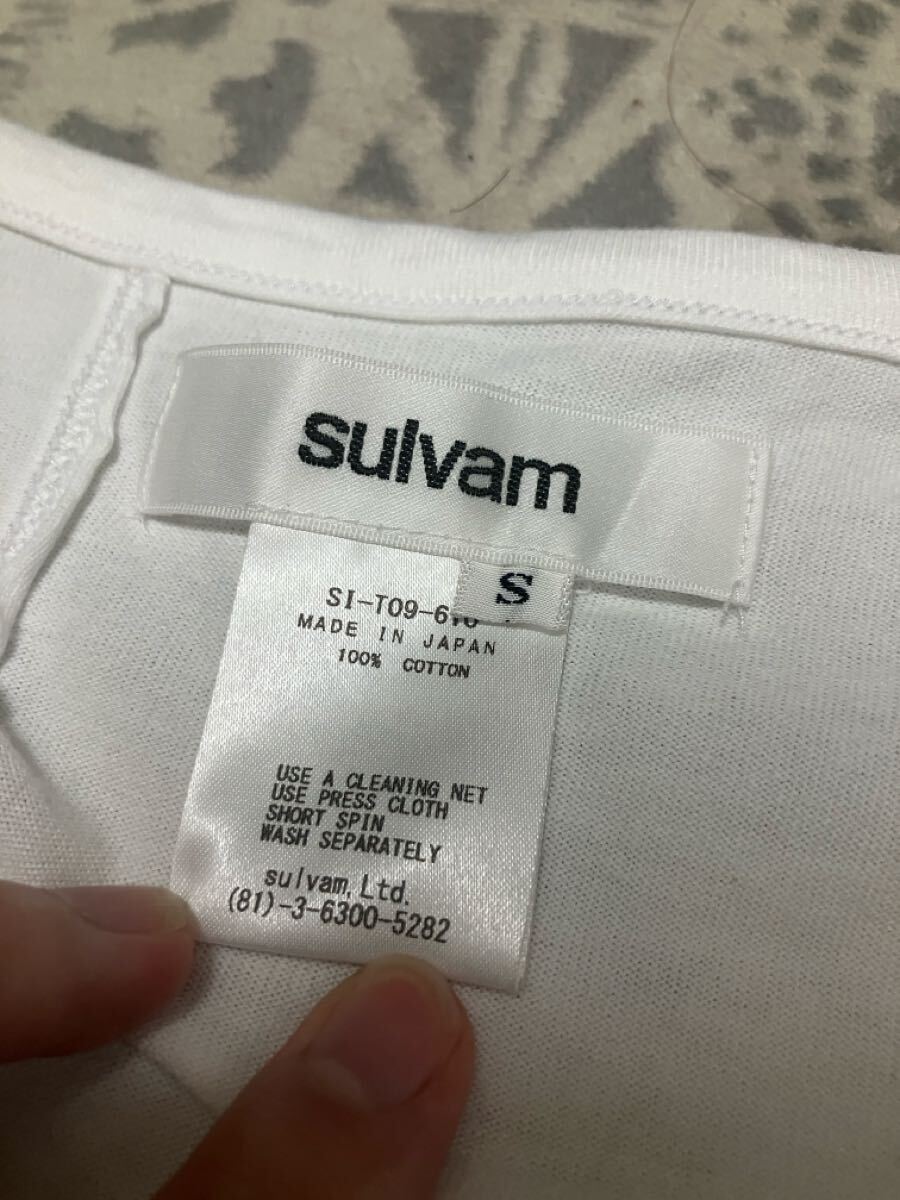 sulvam
S
MADE IN JAPAN
100% COTTON
USE A CLEANING NET
USE PRESS CLOTH
SHORT SPIN
WASH SEPARATELY
sulvam, Ltd.
(81)-3-6300-5282